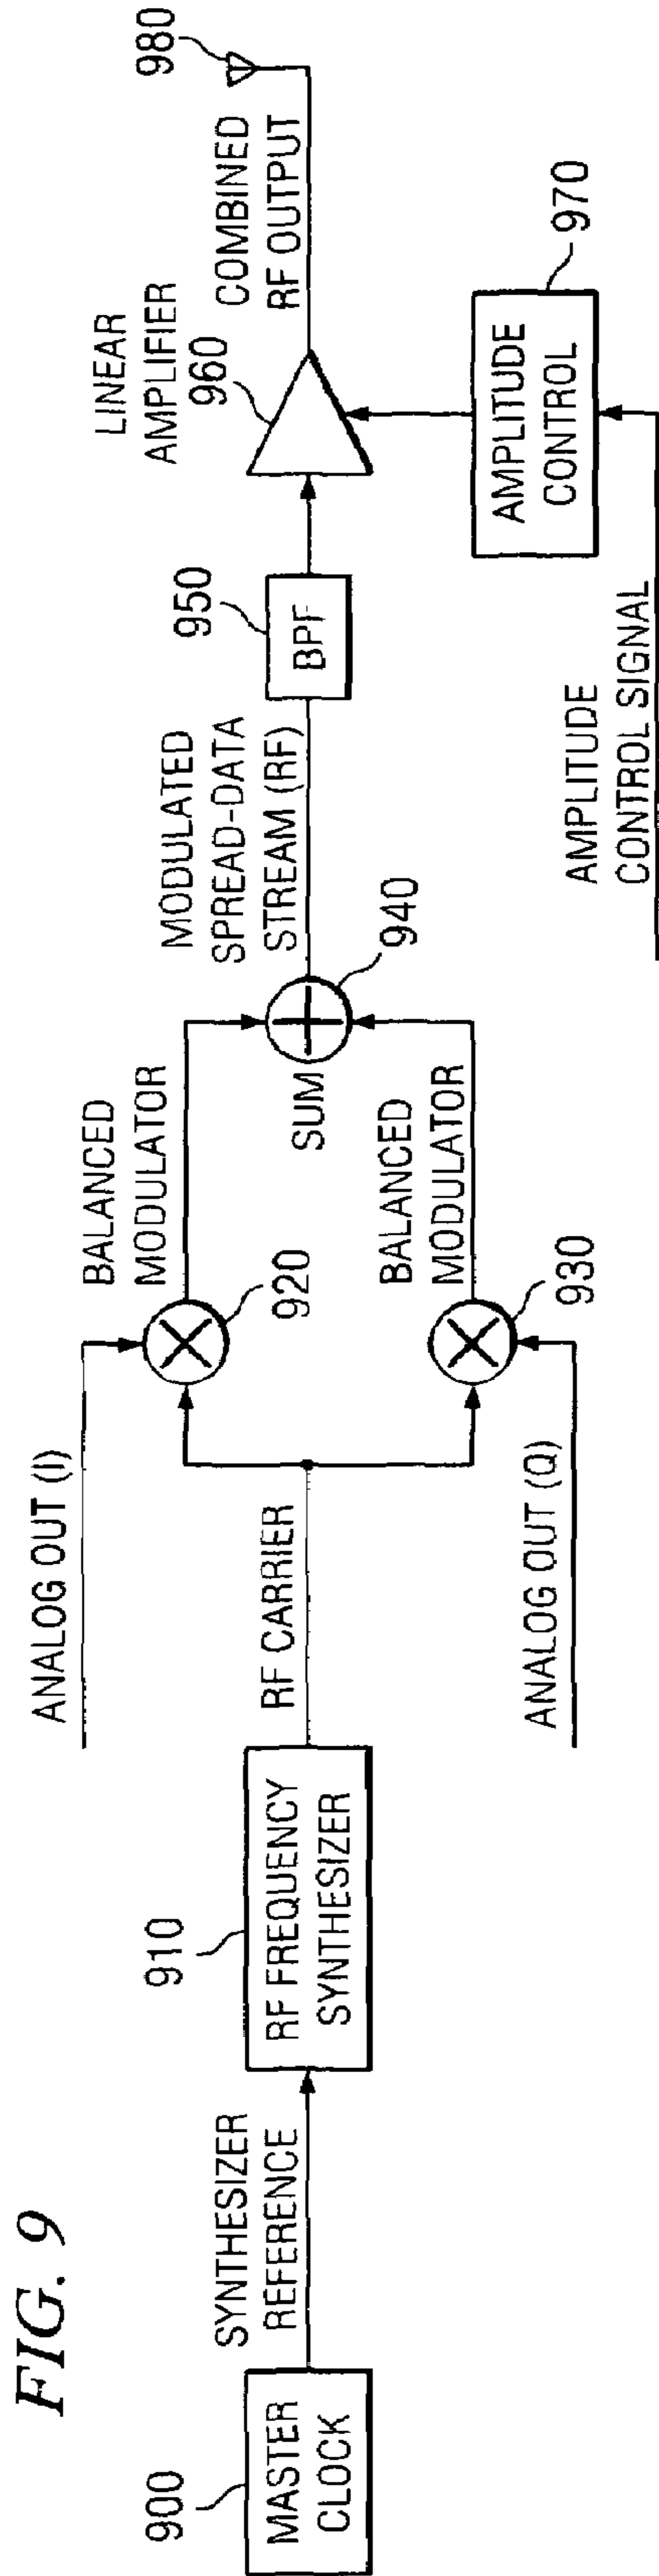 FIG. 9
900
MASTER
CLOCK
SYNTHESIZER
REFERENCE
910
RF FREQUENCY
SYNTHESIZER
RF CARRIER
ANALOG OUT (I)
ANALOG OUT (Q)
BALANCED
MODULATOR
920
BALANCED
MODULATOR
930
SUM
940
MODULATED
SPREAD-DATA
STREAM (RF)
950
BPF
LINEAR
AMPLIFIER
960
COMBINED
RF OUTPUT
980
AMPLITUDE
CONTROL
970
AMPLITUDE
CONTROL SIGNAL